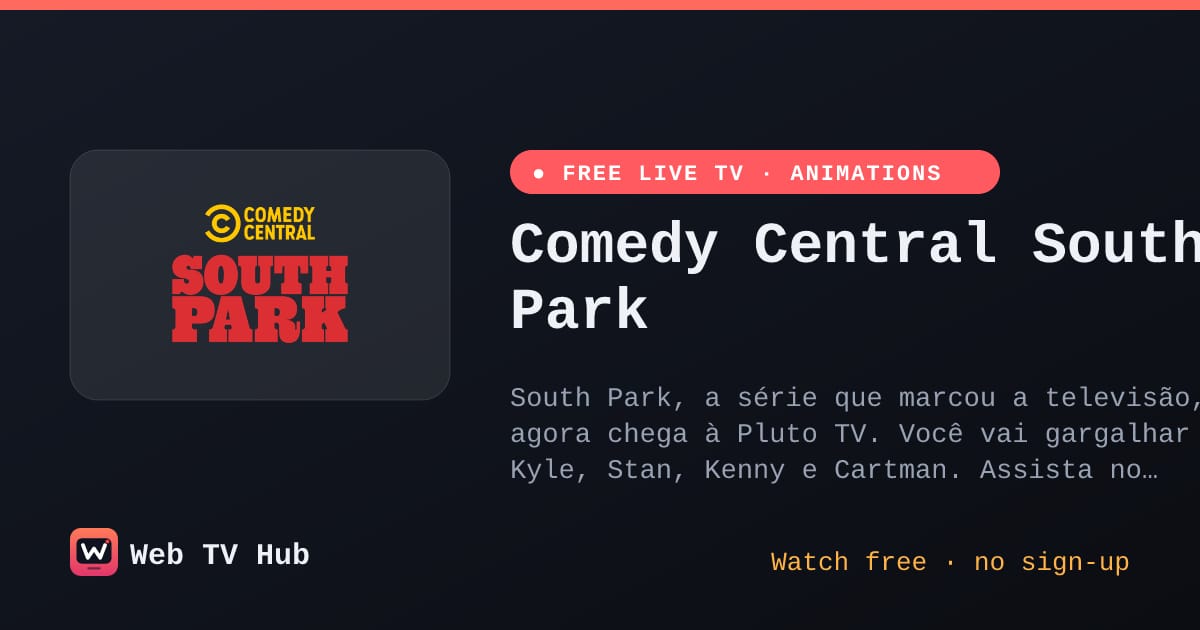 COMEDY
CENTRAL
SOUTH
PARK
• FREE LIVE TV · ANIMATIONS
Comedy Central South
Park
South Park, a série que marcou a televisão,
agora chega à Pluto TV. Você vai gargalhar
Kyle, Stan, Kenny e Cartman. Assista no…
Web TV Hub
Watch free · no sign-up